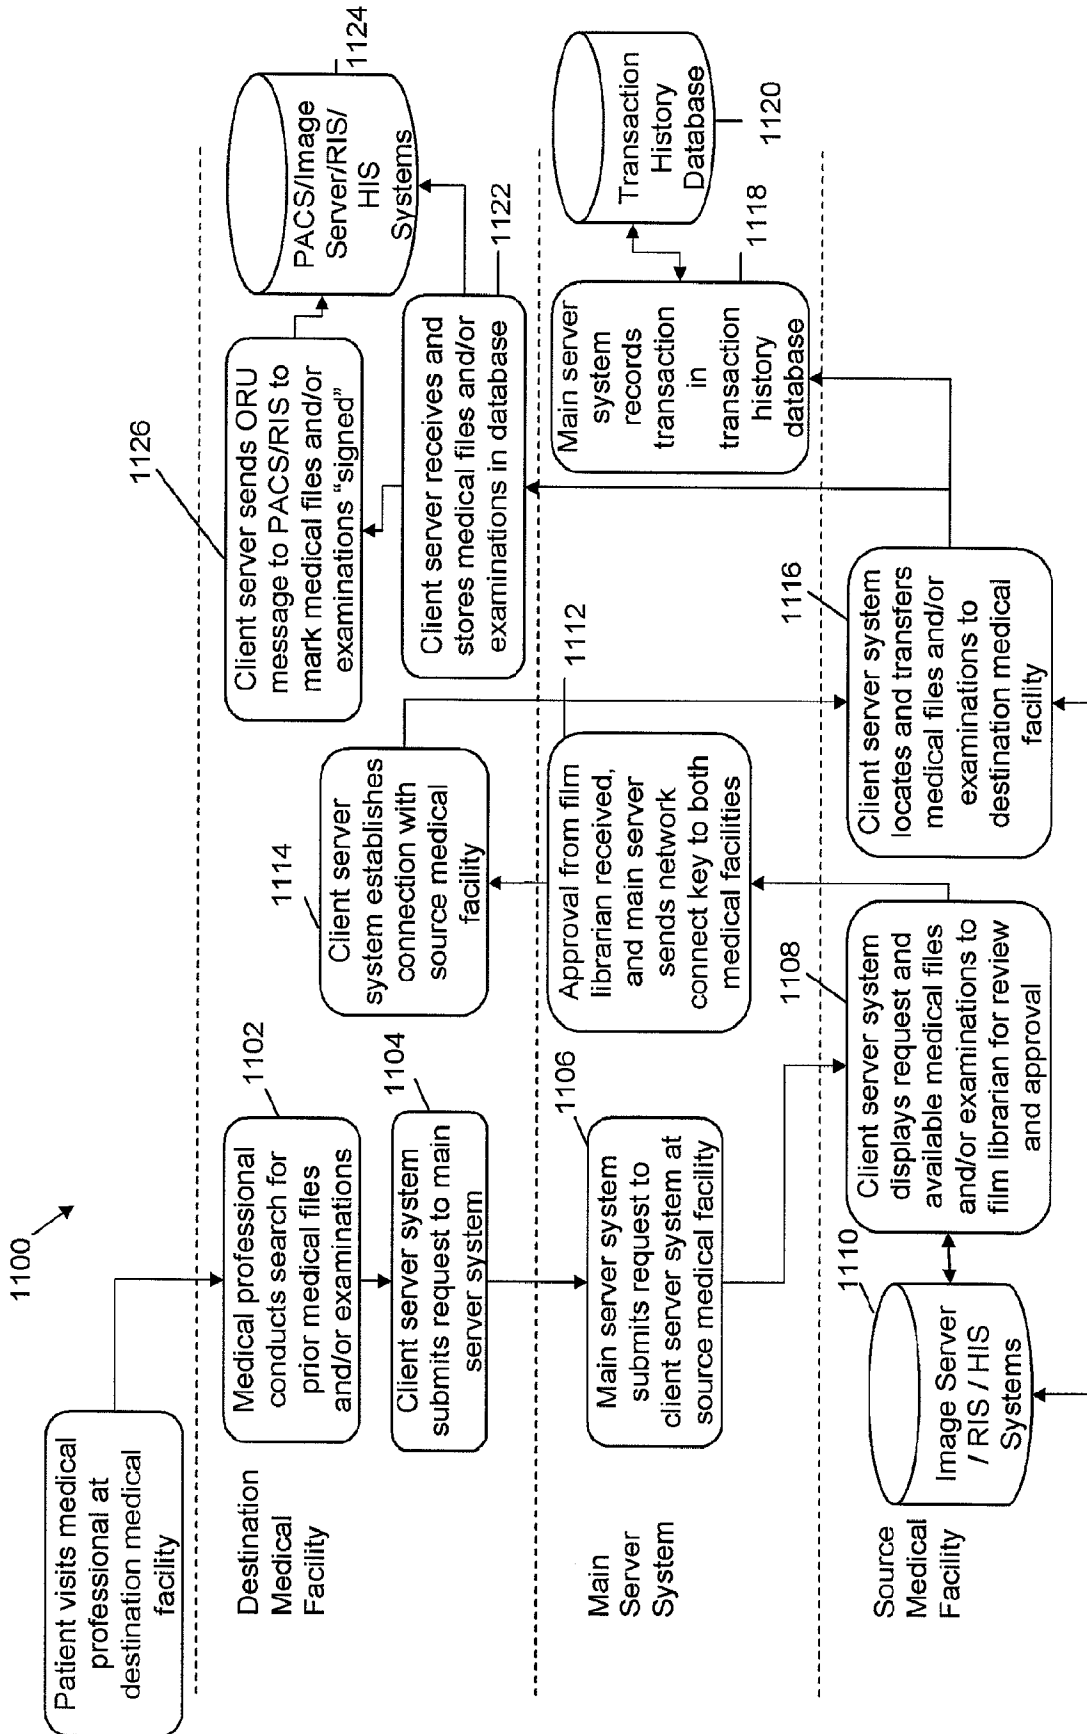 1100
Patient visits medical
professional at
destination medical
facility
Destination
Medical
Facility
1102
Medical professional
conducts search for
prior medical files
and/or examinations
1104
Client server system
submits request to main
server system
Main
Server
System
1106
Main server system
submits request to
client server system at
source medical facility
Source
Medical
Facility
1110
Image Server
/ RIS / HIS
Systems
1108
Client server system
displays request and
available medical files
and/or examinations to
film librarian for review
and approval
1112
Approval from film
librarian received,
and main server
sends network
connect key to both
medical facilities
1114
Client server
system establishes
connection with
source medical
facility
1116
Client server system
locates and transfers
medical files and/or
examinations to
destination medical
facility
Main server
system
records
transaction
in
transaction
history
database
1118
Transaction
History
Database
1120
Client server receives and
stores medical files and/or
examinations in database
1122
PACS/Image
Server/RIS/
HIS
Systems
1124
1126
Client server sends ORU
message to PACS/RIS to
mark medical files and/or
examinations “signed”